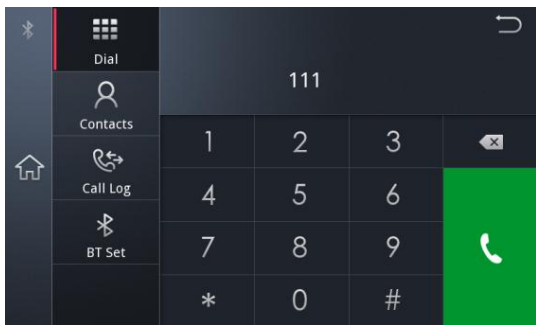 Dial
Contacts
Call Log
BT Set
111
1 2 3
4 5 6
7 8 9
* 0 #